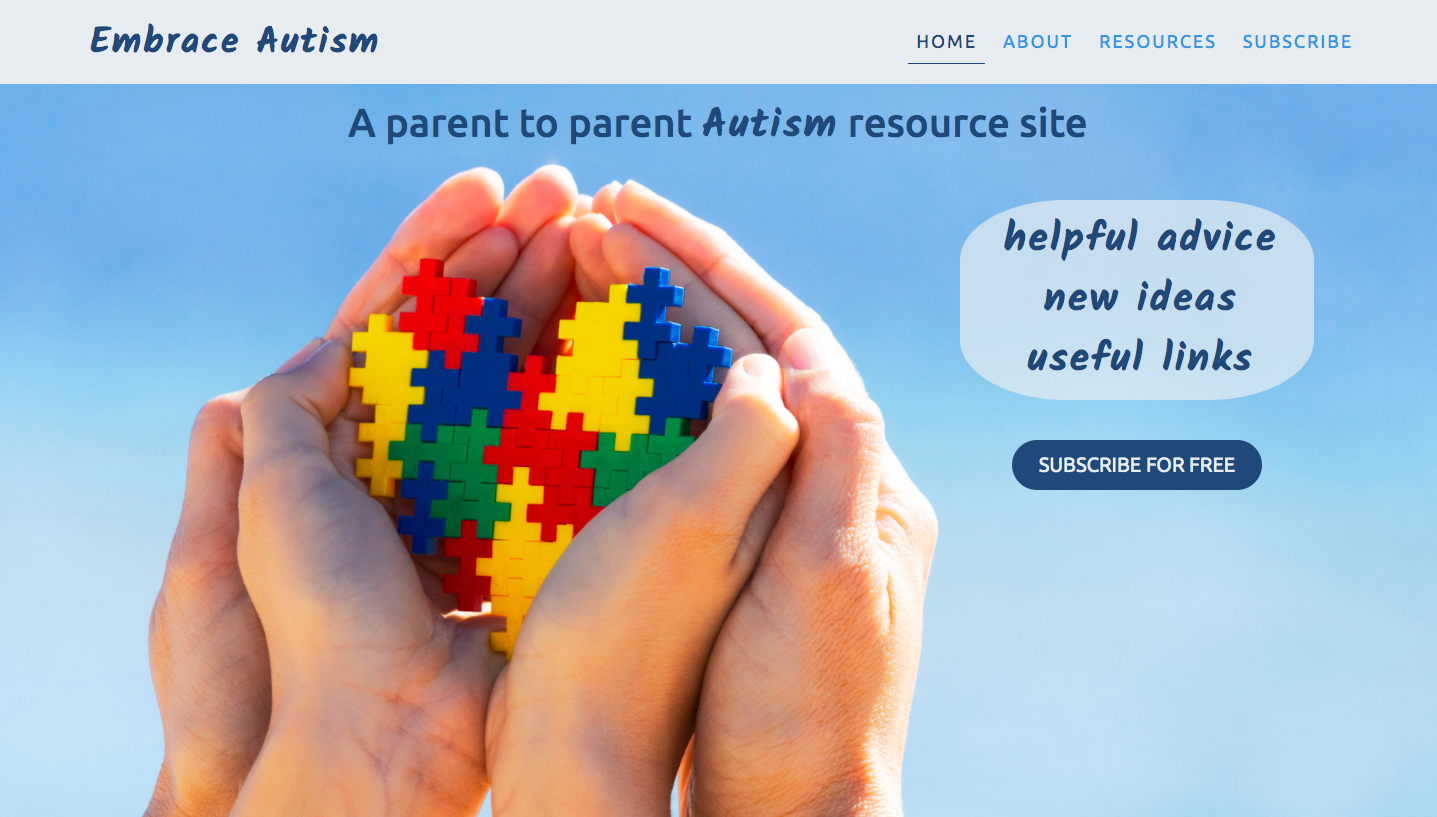 Embrace Autism
HOME ABOUT RESOURCES SUBSCRIBE
A parent to parent Autism resource site
helpful advice
new ideas
useful links
SUBSCRIBE FOR FREE